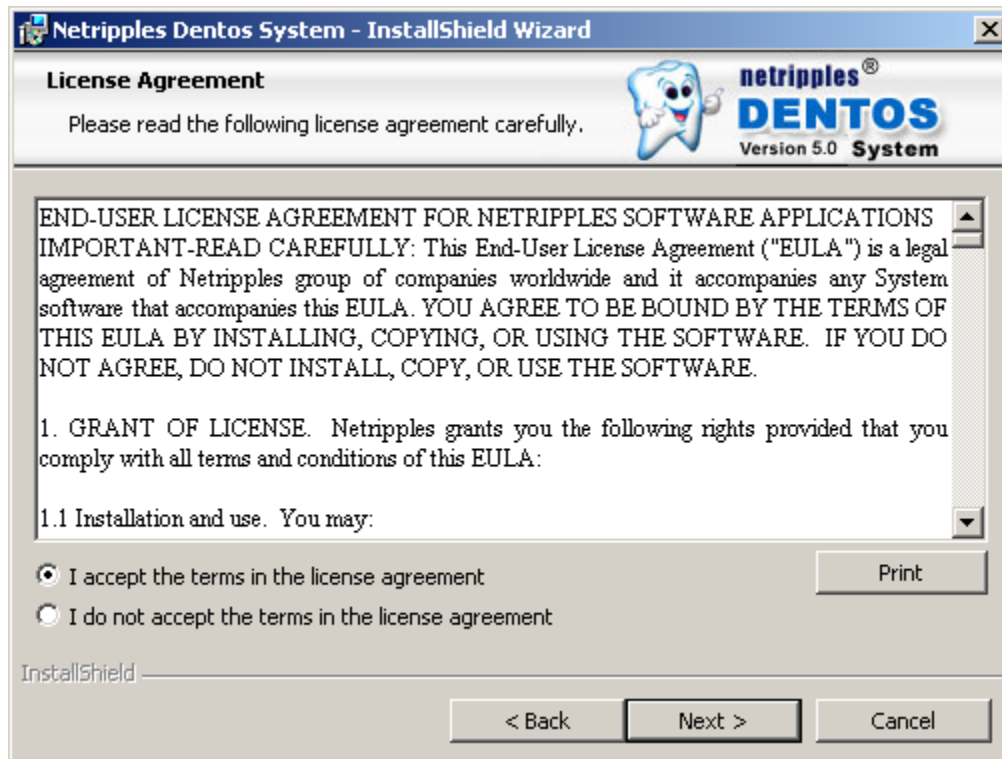 Netripples Dentos System - InstallShield Wizard
License Agreement
Please read the following license agreement carefully.
netripples®
DENTOS
Version 5.0 System
END-USER LICENSE AGREEMENT FOR NETRIPPLES SOFTWARE APPLICATIONS
IMPORTANT-READ CAREFULLY: This End-User License Agreement ("EULA") is a legal
agreement of Netripples group of companies worldwide and it accompanies any System
software that accompanies this EULA. YOU AGREE TO BE BOUND BY THE TERMS OF
THIS EULA BY INSTALLING, COPYING, OR USING THE SOFTWARE. IF YOU DO
NOT AGREE, DO NOT INSTALL, COPY, OR USE THE SOFTWARE.
1. GRANT OF LICENSE. Netripples grants you the following rights provided that you
comply with all terms and conditions of this EULA:
1.1 Installation and use. You may:
I accept the terms in the license agreement
Print
I do not accept the terms in the license agreement
InstallShield
< Back
Next >
Cancel